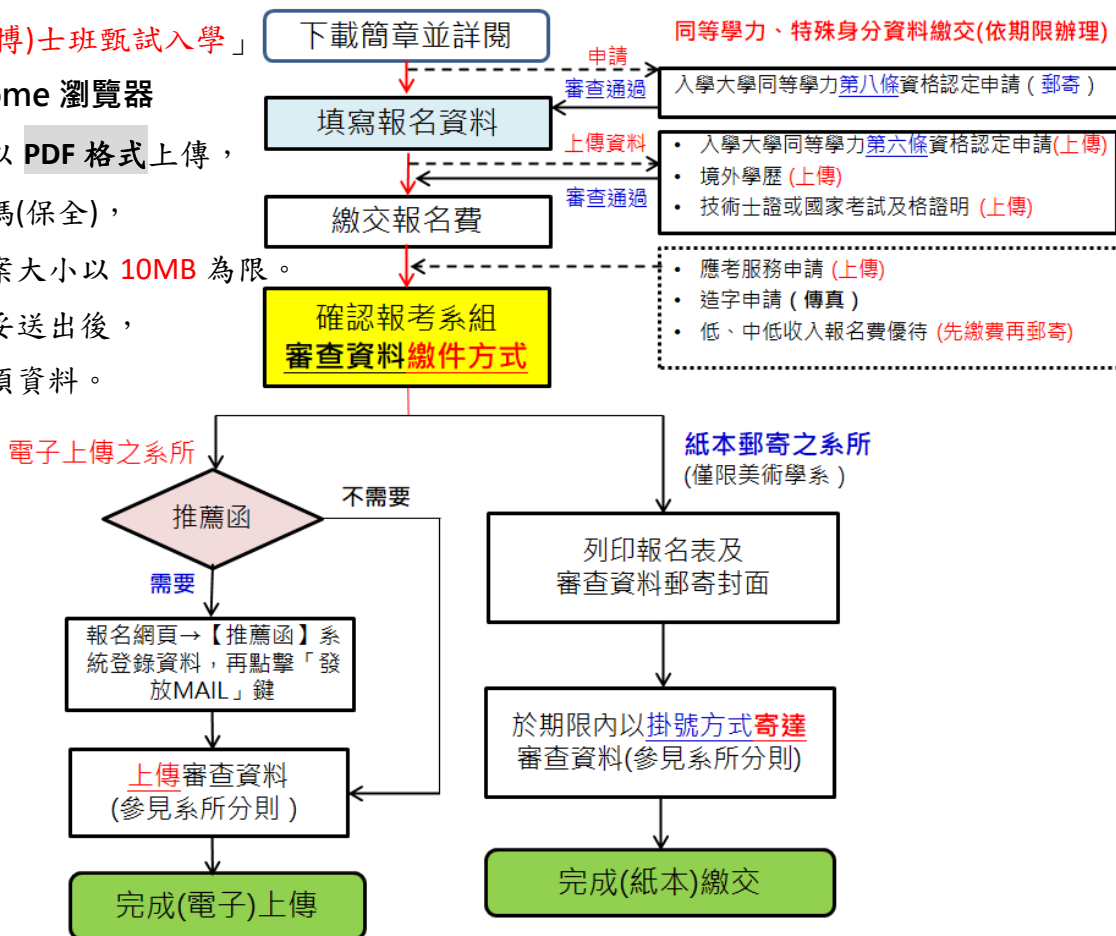 博)士班甄試入學」
ome 瀏覽器
以 PDF 格式上傳，
碼(保全)，
案大小以 10MB 為限。
妥送出後，
項資料。
下載簡章並詳閱
同等學力、特殊身分資料繳交(依期限辦理)
申請
審查通過
入學大學同等學力第八條資格認定申請（郵寄）
填寫報名資料
上傳資料
審查通過
• 入學大學同等學力第六條資格認定申請(上傳)
• 境外學歷 (上傳)
• 技術士證或國家考試及格證明 (上傳)
繳交報名費
• 應考服務申請 (上傳)
• 造字申請（傳真）
• 低、中低收入報名費優待 (先繳費再郵寄)
確認報考系組
審查資料繳件方式
電子上傳之系所
推薦函
不需要
需要
報名網頁→【推薦函】系
統登錄資料，再點擊「發
放MAIL」鍵
上傳審查資料
(參見系所分則）
完成(電子)上傳
紙本郵寄之系所
(僅限美術學系）
列印報名表及
審查資料郵寄封面
於期限內以掛號方式寄達
審查資料(參見系所分則)
完成(紙本)繳交